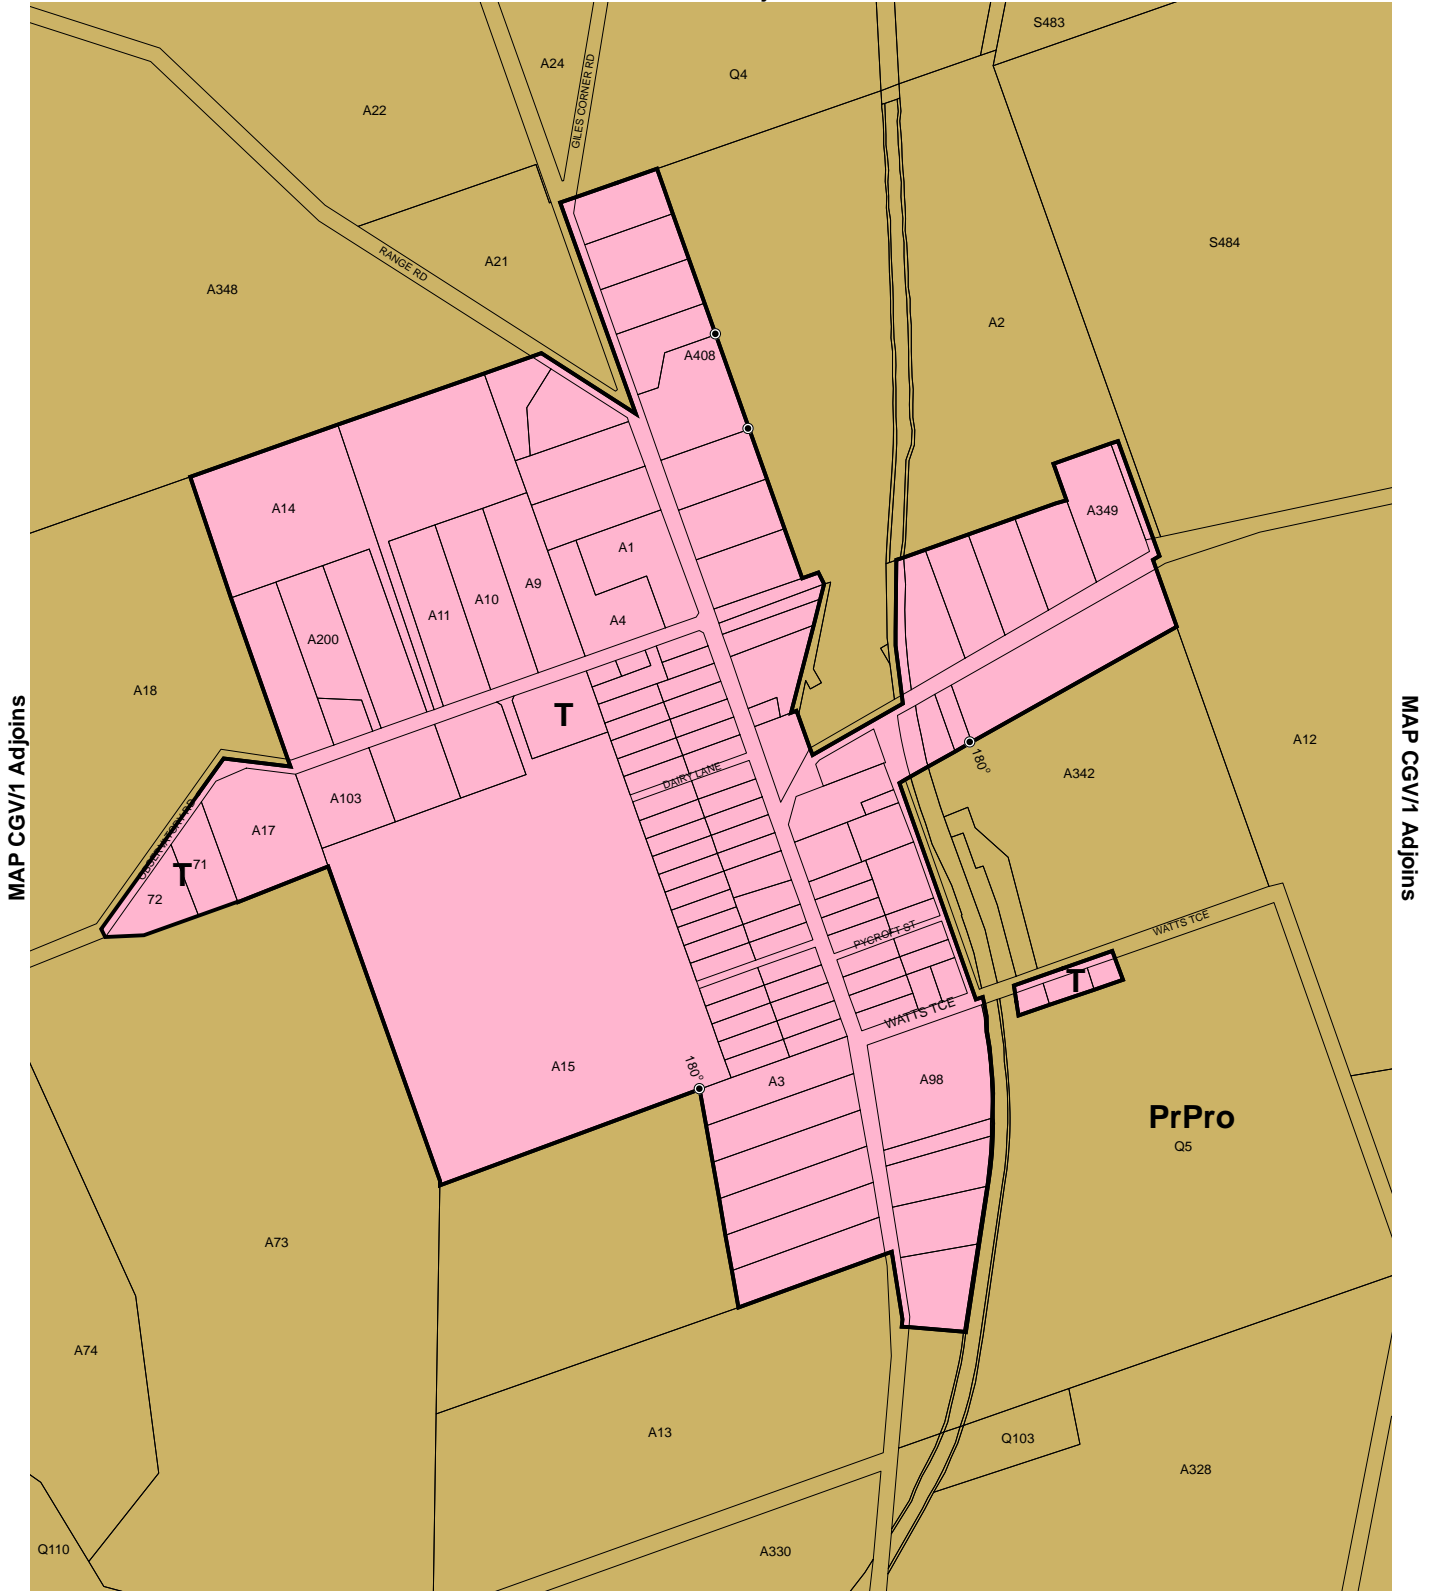 S483
A24
Q4
GILES CORNER RD
A22
S484
A21
RANGE RD
A348
A2
A408
A14
A349
A1
A9
A10
A11
A4
A200
A18
T
MAP CGV/1 Adjoins
MAP CGV/1 Adjoins
A12
180°
A342
DAIRY LANE
A103
OBSERVATORY RD
A17
71
T
72
WATTS TCE
PYCROFT ST
T
WATTS TCE
A15
180°
A3
A98
PrPro
Q5
A73
A74
A13
Q103
A328
Q110
A330